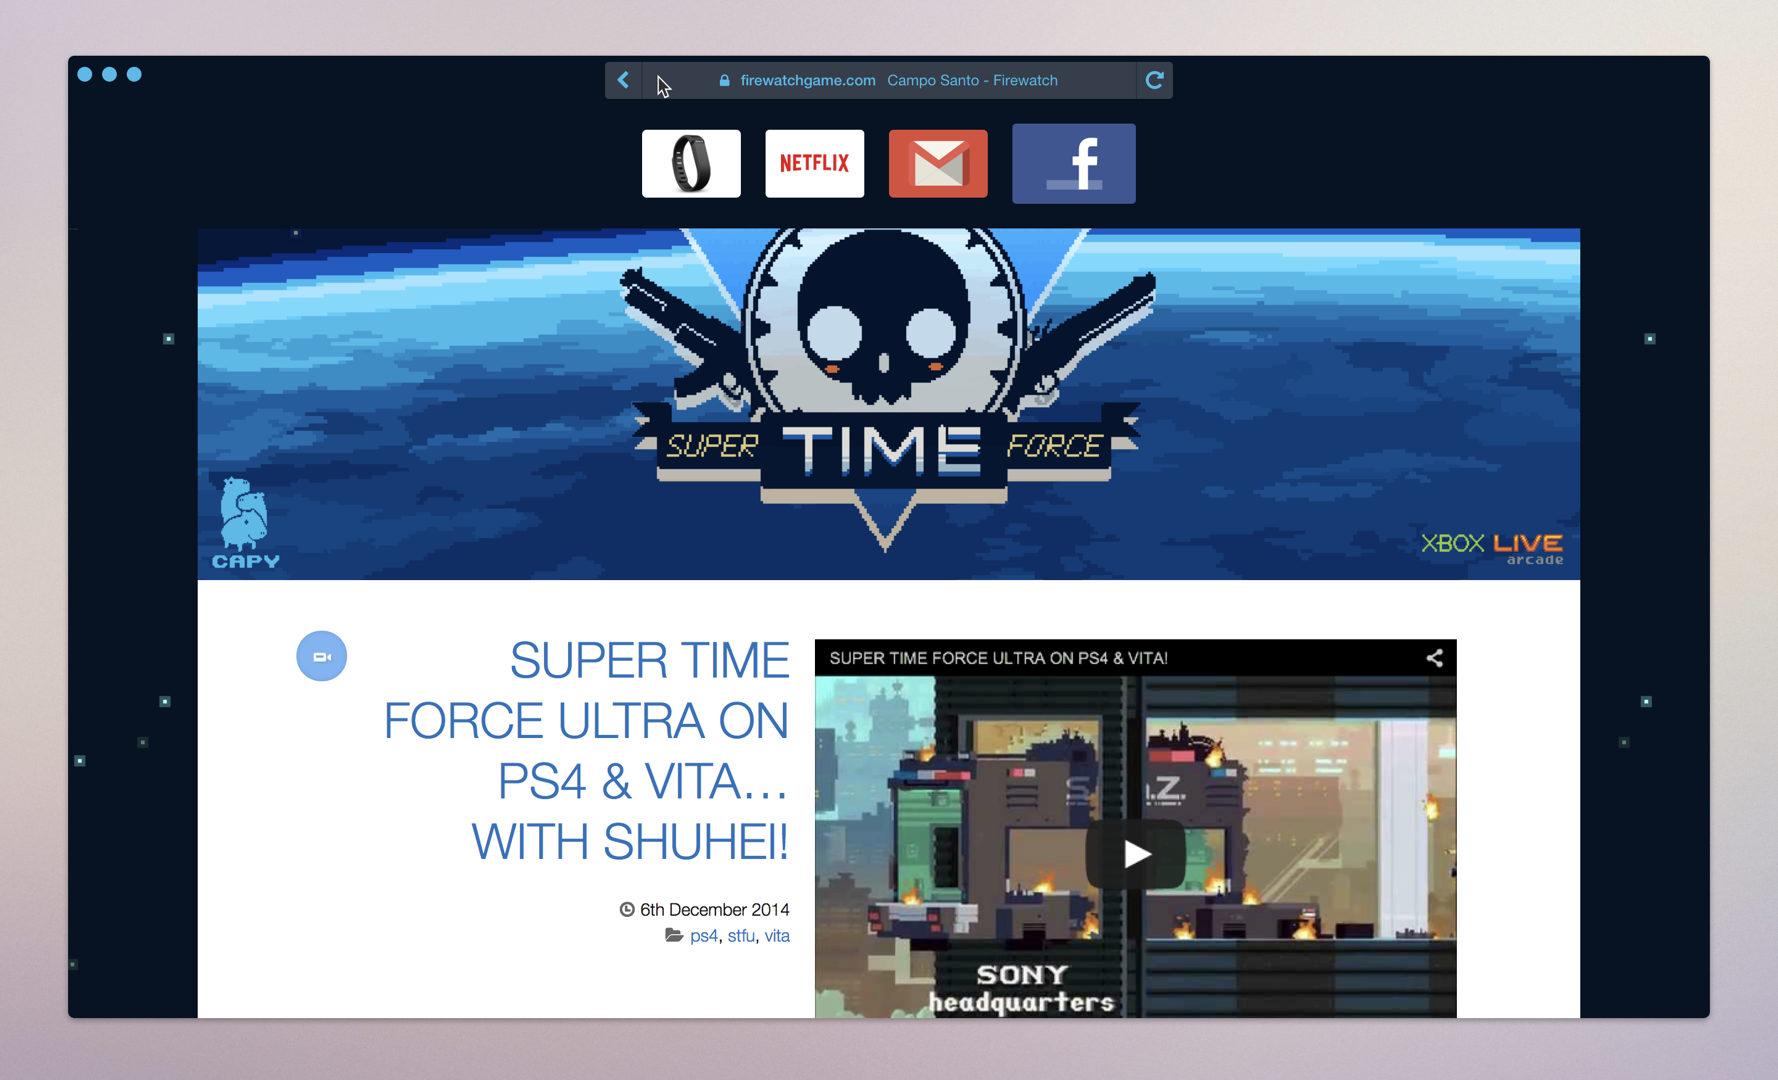 firewatchgame.com Campo Santo - Firewatch
NETFLIX
f
SUPER TIME FORCE
CAPY
XBOX LIVE
arcade
SUPER TIME
FORCE ULTRA ON
PS4 & VITA...
WITH SHUHEI!
6th December 2014
ps4, stfu, vita
SUPER TIME FORCE ULTRA ON PS4 & VITA!
S. .Z.
SONY
headquarters